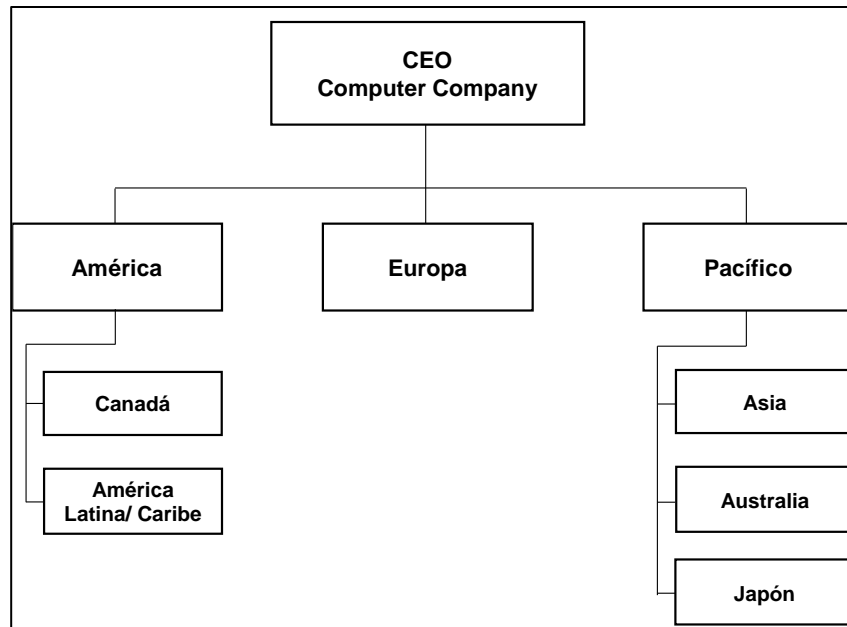 CEO
Computer Company
América
Europa
Pacífico
Canadá
América
Latina/ Caribe
Asia
Australia
Japón